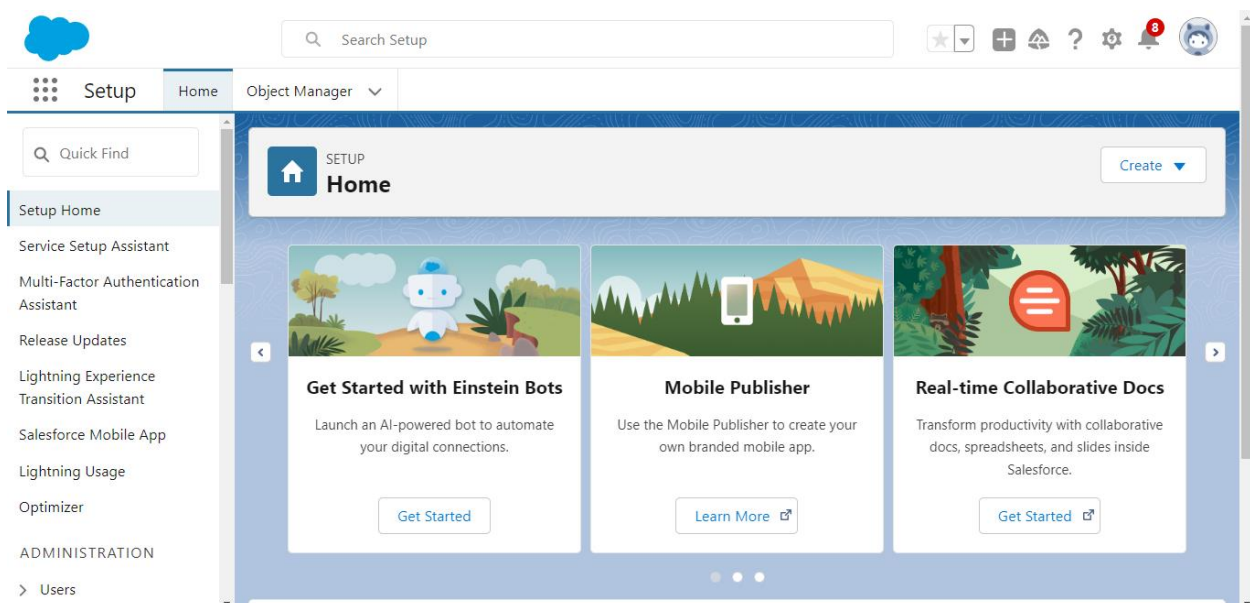 Search Setup
8
Setup
Home
Object Manager
Quick Find
Setup Home
Service Setup Assistant
Multi-Factor Authentication
Assistant
Release Updates
Lightning Experience
Transition Assistant
Salesforce Mobile App
Lightning Usage
Optimizer
ADMINISTRATION
Users
SETUP
Home
Create
Get Started with Einstein Bots
Launch an AI-powered bot to automate
your digital connections.
Get Started
Mobile Publisher
Use the Mobile Publisher to create your
own branded mobile app.
Learn More
Real-time Collaborative Docs
Transform productivity with collaborative
docs, spreadsheets, and slides inside
Salesforce.
Get Started